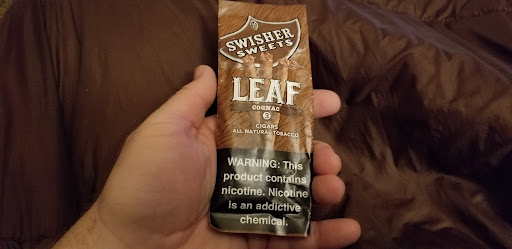 SWISHER
SWEETS
LEAF
COGNAC
3
CIGARS
ALL NATURAL TOBACCO
WARNING: This
product contains
nicotine. Nicotine
is an addictive
chemical.